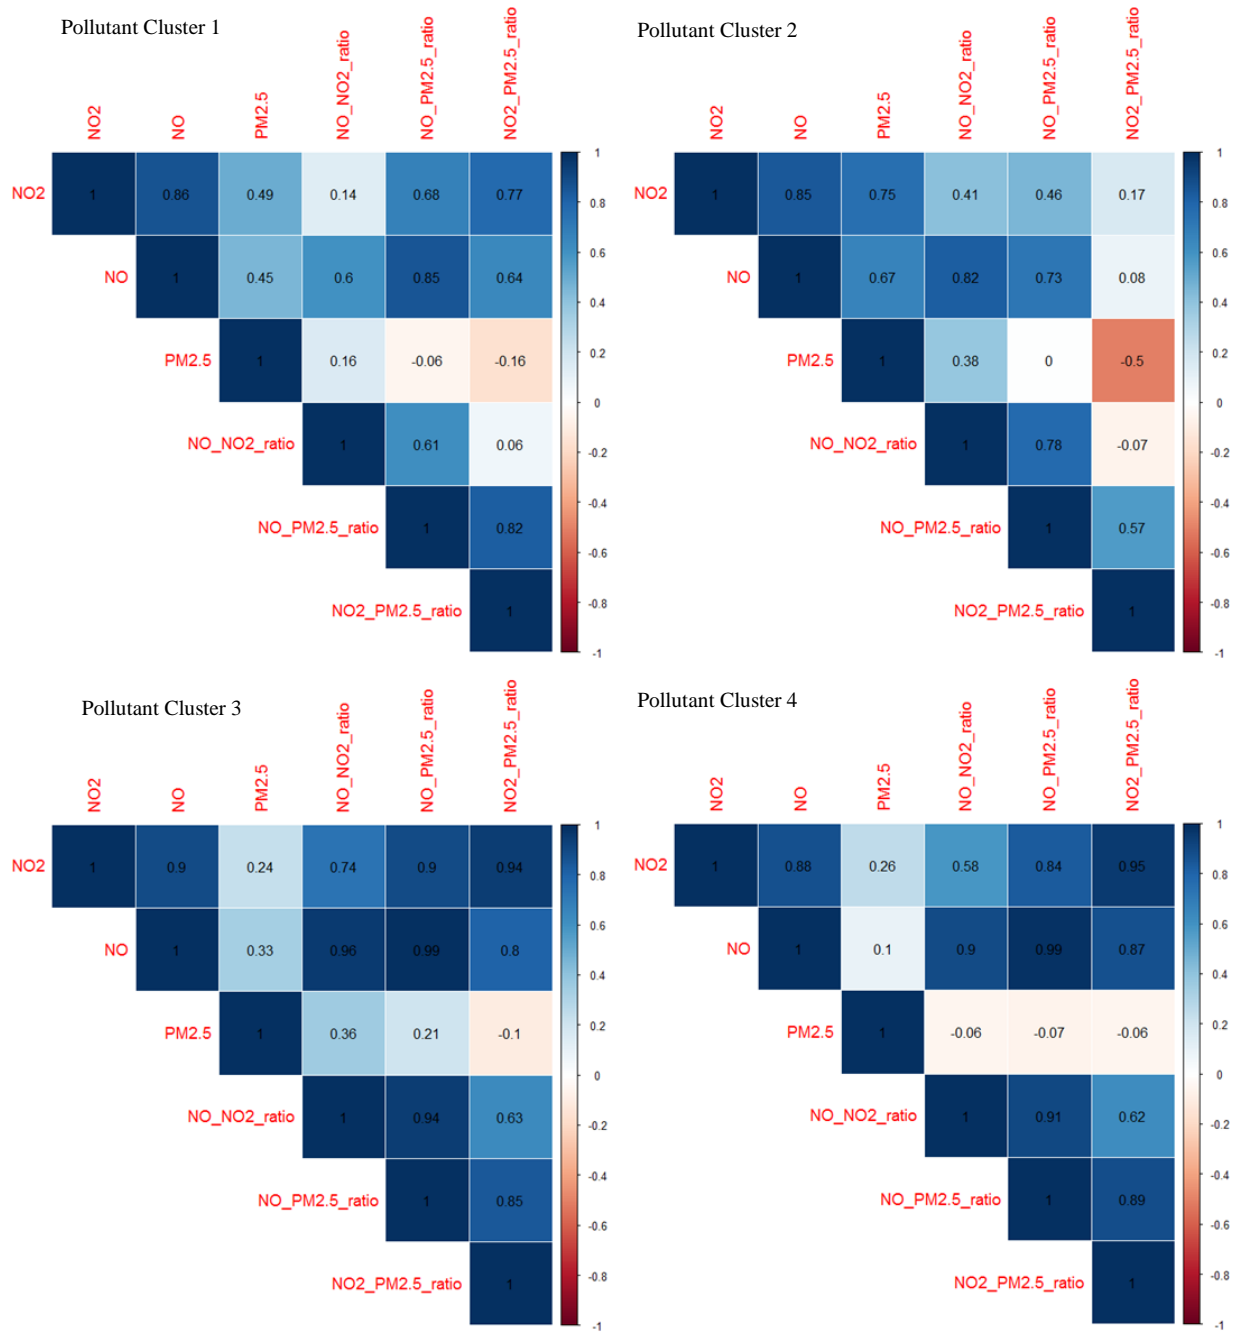 Pollutant Cluster 1
NO2
NO
PM2.5
NO_NO2_ratio
NO_PM2.5_ratio
NO2_PM2.5_ratio
NO2 1 0.86 0.49 0.14 0.68 0.77
NO 1 0.45 0.6 0.85 0.64
PM2.5 1 0.16 -0.06 -0.16
NO_NO2_ratio 1 0.61 0.06
NO_PM2.5_ratio 1 0.82
NO2_PM2.5_ratio 1
1
0.8
0.6
0.4
0.2
0
-0.2
-0.4
-0.6
-0.8
-1
Pollutant Cluster 2
NO2
NO
PM2.5
NO_NO2_ratio
NO_PM2.5_ratio
NO2_PM2.5_ratio
NO2 1 0.85 0.75 0.41 0.46 0.17
NO 1 0.67 0.82 0.73 0.08
PM2.5 1 0.38 0 -0.5
NO_NO2_ratio 1 0.78 -0.07
NO_PM2.5_ratio 1 0.57
NO2_PM2.5_ratio 1
1
0.8
0.6
0.4
0.2
0
-0.2
-0.4
-0.6
-0.8
-1
Pollutant Cluster 3
NO2
NO
PM2.5
NO_NO2_ratio
NO_PM2.5_ratio
NO2_PM2.5_ratio
NO2 1 0.9 0.24 0.74 0.9 0.94
NO 1 0.33 0.96 0.99 0.8
PM2.5 1 0.36 0.21 -0.1
NO_NO2_ratio 1 0.94 0.63
NO_PM2.5_ratio 1 0.85
NO2_PM2.5_ratio 1
1
0.8
0.6
0.4
0.2
0
-0.2
-0.4
-0.6
-0.8
-1
Pollutant Cluster 4
NO2
NO
PM2.5
NO_NO2_ratio
NO_PM2.5_ratio
NO2_PM2.5_ratio
NO2 1 0.88 0.26 0.58 0.84 0.95
NO 1 0.1 0.9 0.99 0.87
PM2.5 1 -0.06 -0.07 -0.06
NO_NO2_ratio 1 0.91 0.62
NO_PM2.5_ratio 1 0.89
NO2_PM2.5_ratio 1
1
0.8
0.6
0.4
0.2
0
-0.2
-0.4
-0.6
-0.8
-1